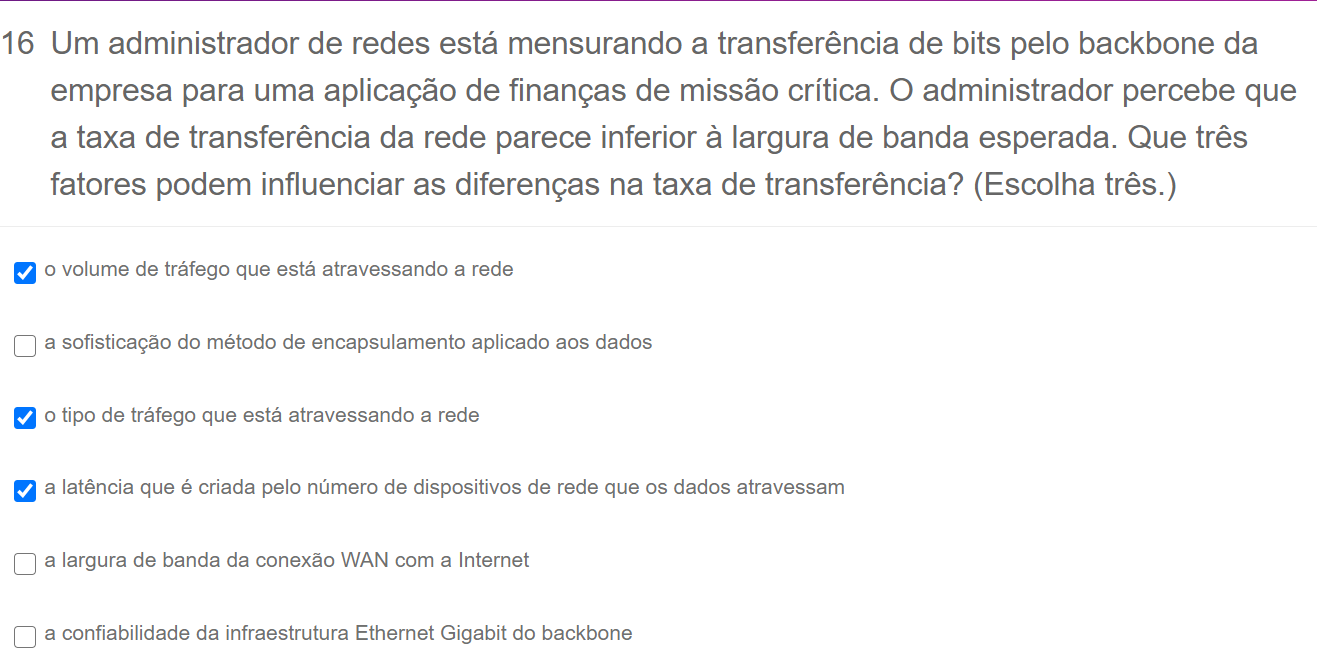 16 Um administrador de redes está mensurando a transferência de bits pelo backbone da
empresa para uma aplicação de finanças de missão crítica. O administrador percebe que
a taxa de transferência da rede parece inferior à largura de banda esperada. Que três
fatores podem influenciar as diferenças na taxa de transferência? (Escolha três.)
o volume de tráfego que está atravessando a rede
a sofisticação do método de encapsulamento aplicado aos dados
o tipo de tráfego que está atravessando a rede
a latência que é criada pelo número de dispositivos de rede que os dados atravessam
a largura de banda da conexão WAN com a Internet
a confiabilidade da infraestrutura Ethernet Gigabit do backbone